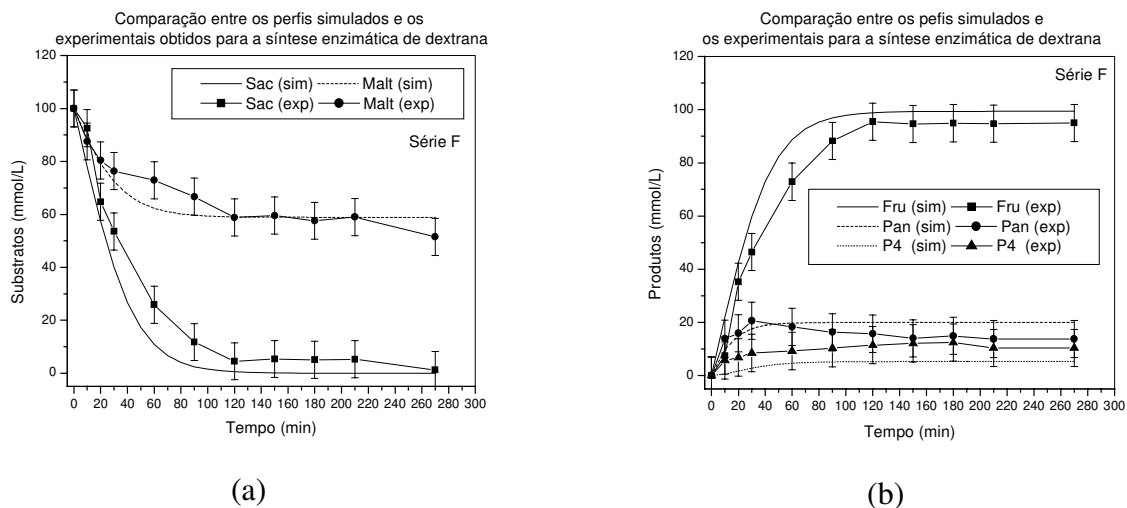 Comparação entre os perfis simulados e os
experimentais obtidos para a síntese enzimática de dextrana
120
100
80
60
40
20
0
Substratos (mmol/L)
Sac (sim) Malt (sim)
Sac (exp) Malt (exp)
Série F
0 20 40 60 80 100 120 140 160 180 200 220 240 260 280 300
Tempo (min)
(a)
Comparação entre os pefis simulados e
os experimentais para a síntese enzimática de dextrana
120
100
80
60
40
20
0
Produtos (mmol/L)
Série F
Fru (sim) Fru (exp)
Pan (sim) Pan (exp)
P4 (sim) P4 (exp)
0 20 40 60 80 100 120 140 160 180 200 220 240 260 280 300
Tempo (min)
(b)